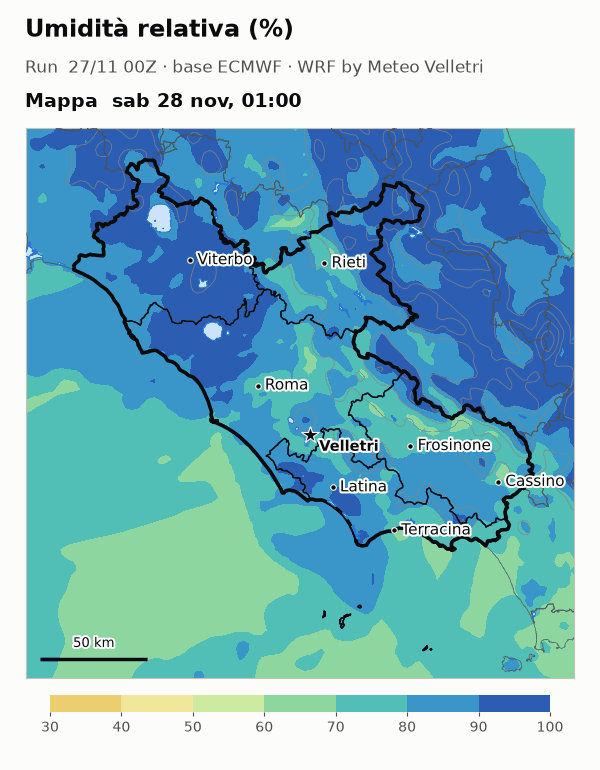 Umidità relativa (%)
Run  27/11 00Z · base ECMWF · WRF by Meteo Velletri
Mappa  sab 28 nov, 01:00
Viterbo
Rieti
Roma
Velletri
Frosinone
Cassino
Latina
Terracina
50 km
30 40 50 60 70 80 90 100